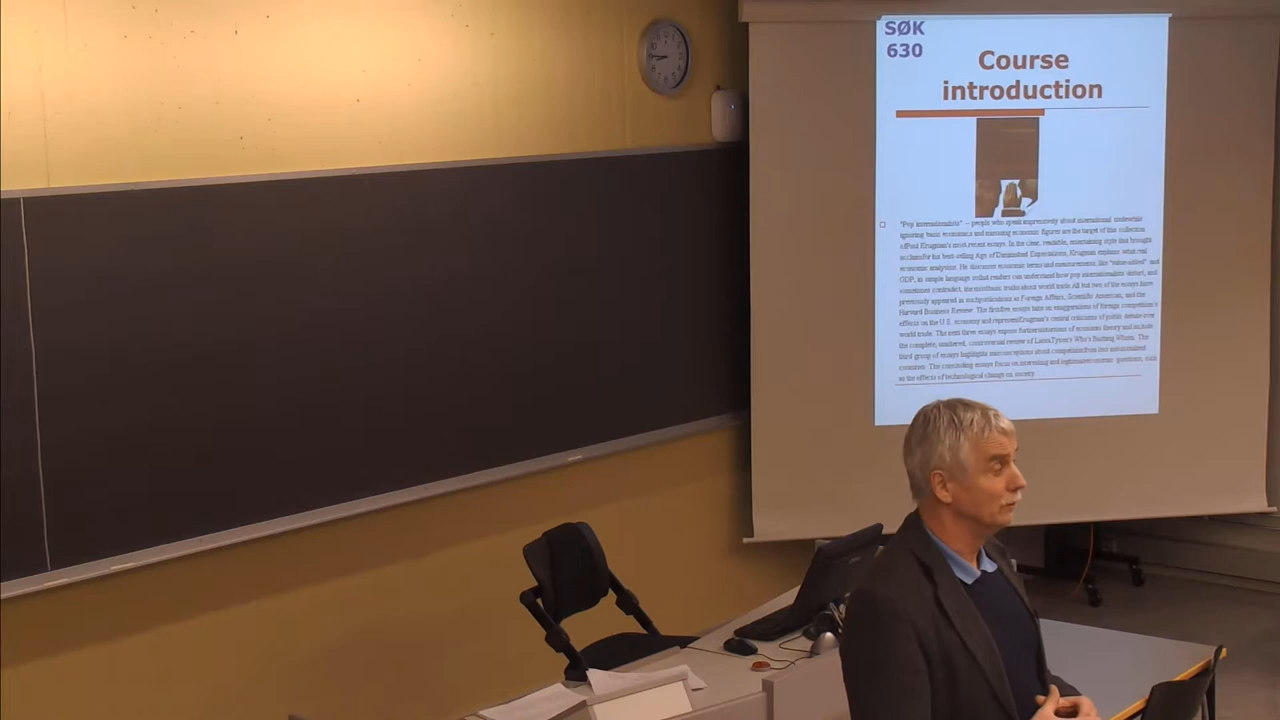 SØK
630
Course
introduction
"Pop internationalists" – people who speak impressively about international tradewhile
ignoring basic economics and misusing economic figures are the target of this collection
ofPaul Krugman's most recent essays. In the clear, readable, entertaining style that brought
acclaim for his best-selling Age of Diminished Expectations, Krugman explains what real
economic analysis is. He discusses economic terms and measurements, like "value-added" and
GDP, in simple language so that readers can understand how pop internationalists distort, and
sometimes contradict, the most basic truths about world trade. All but two of the essays have
previously appeared in such publications as Foreign Affairs, Scientific American, and the
Harvard Business Review. The first five essays take on exaggerations of foreign competition's
effects on the U.S. economy and represent Krugman's central criticisms of public debate over
world trade. The next three essays expose further distortions of economic theory and include
the complete, unaltered, controversial review of Laura Tyson's Who's Bashing Whom. The
third group of essays highlights misconceptions about competition from less industrialized
countries. The concluding essays focus on interesting and legitimate economic questions, such
as the effects of technological change on society.